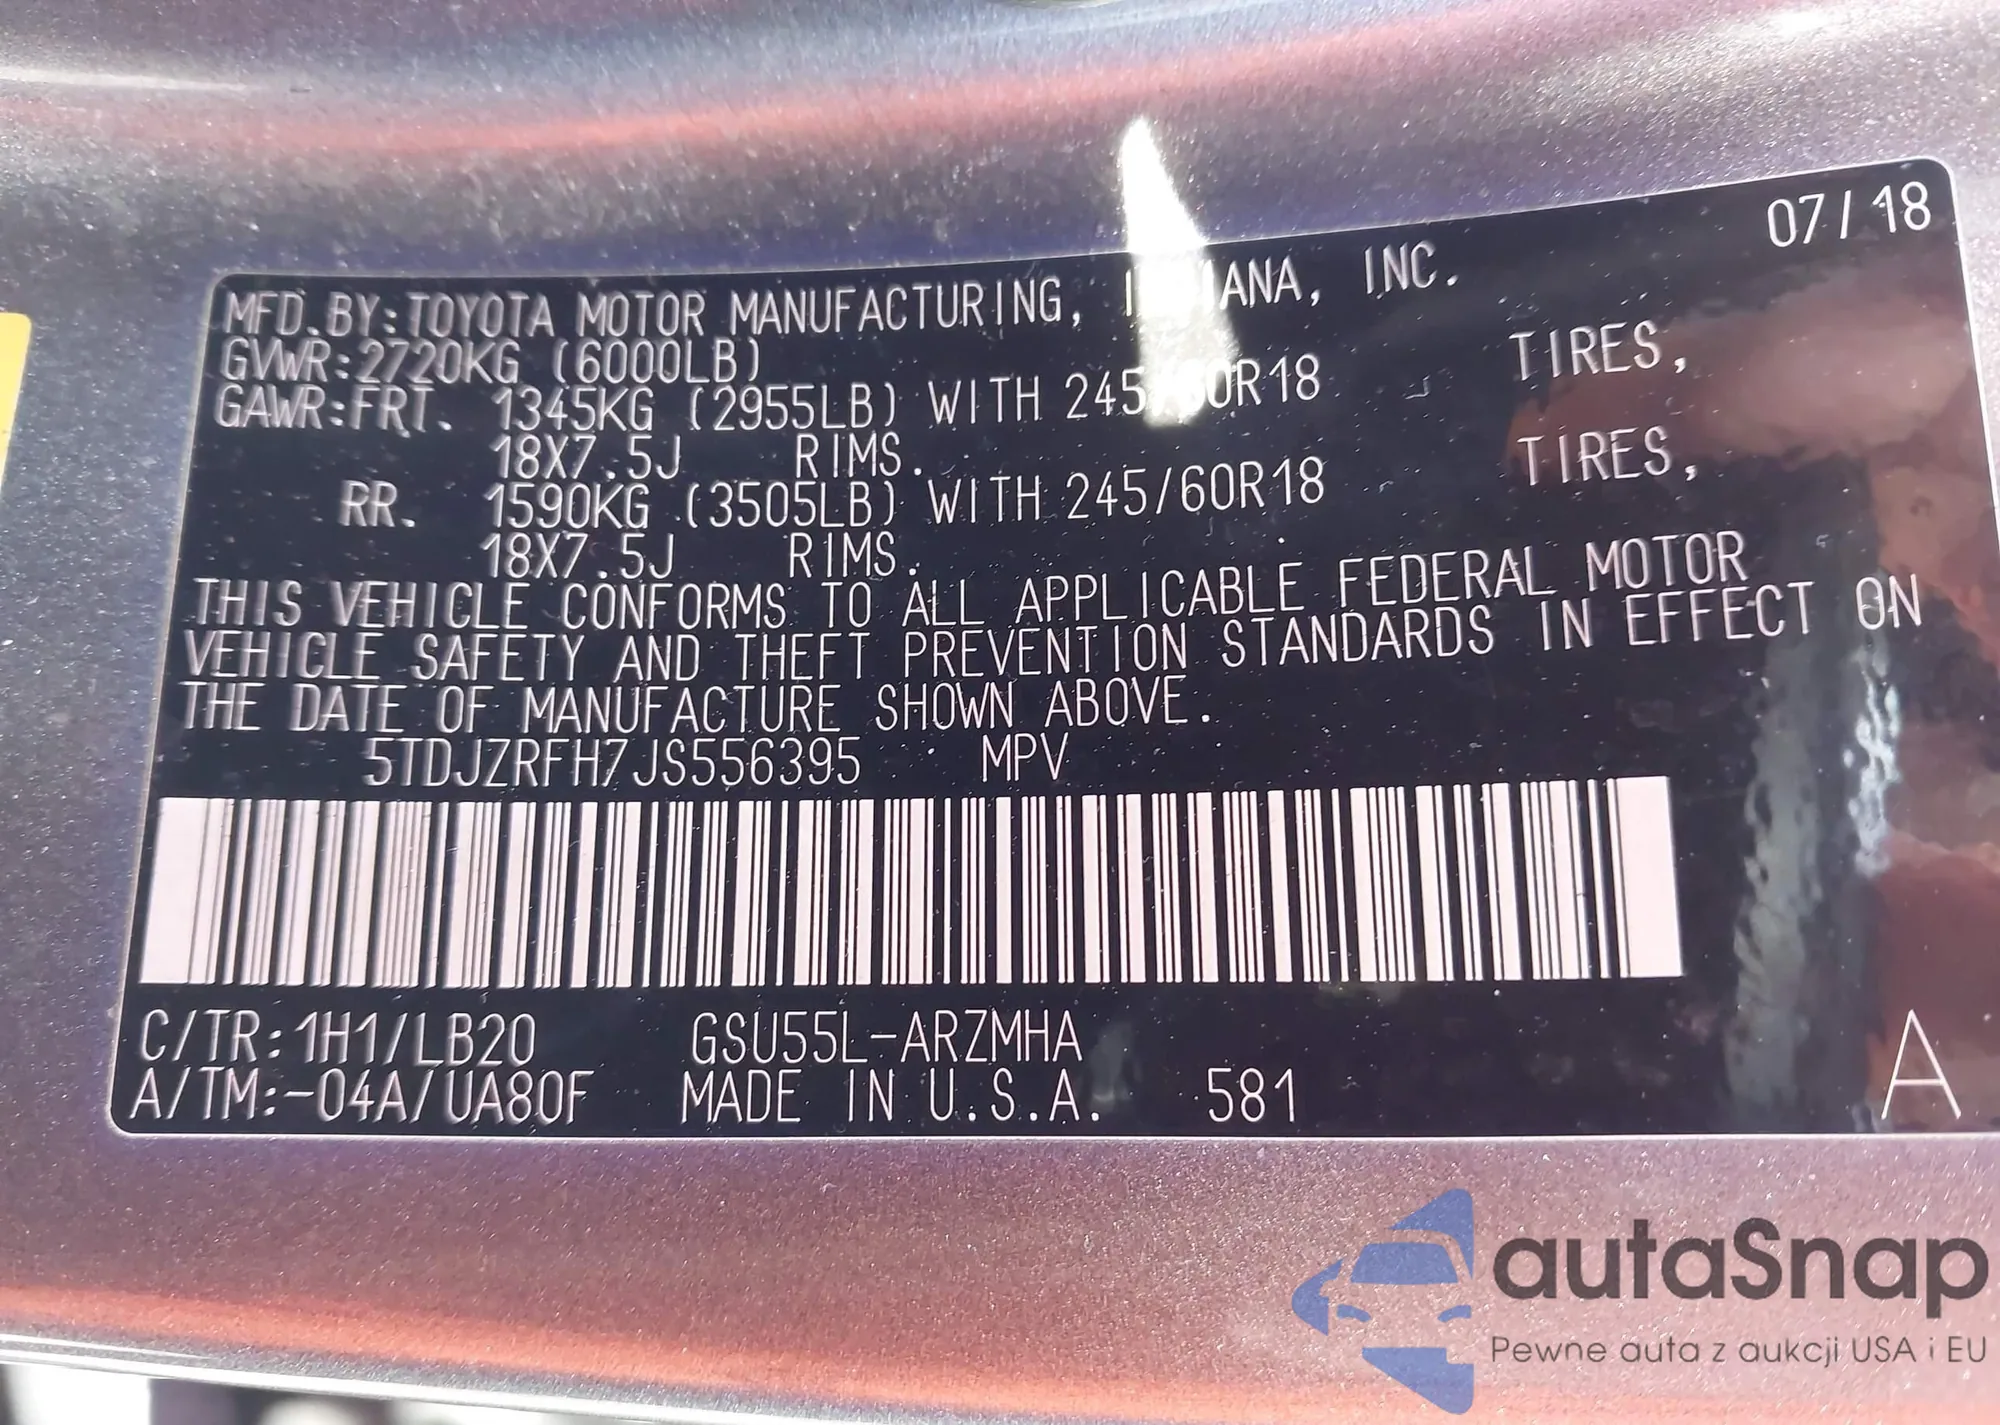 07/18
MFD.BY:TOYOTA MOTOR MANUFACTURING, INC.
GVWR:2720KG (6000LB)
GAWR:FRT. 1345KG (2955LB) WITH 245/60R18 TIRES,
18X7.5J RIMS.
RR. 1590KG (3505LB) WITH 245/60R18 TIRES,
18X7.5J RIMS.
THIS VEHICLE CONFORMS TO ALL APPLICABLE FEDERAL MOTOR
VEHICLE SAFETY AND THEFT PREVENTION STANDARDS IN EFFECT ON
THE DATE OF MANUFACTURE SHOWN ABOVE.
5TDJZRFH7JS556395 MPV
C/TR:1H1/LB20 GSU55L-ARZMHA
A/TM:-04A/UA80F MADE IN U.S.A. 581 A
autaSnap
Pewne auta z aukcji USA i EU